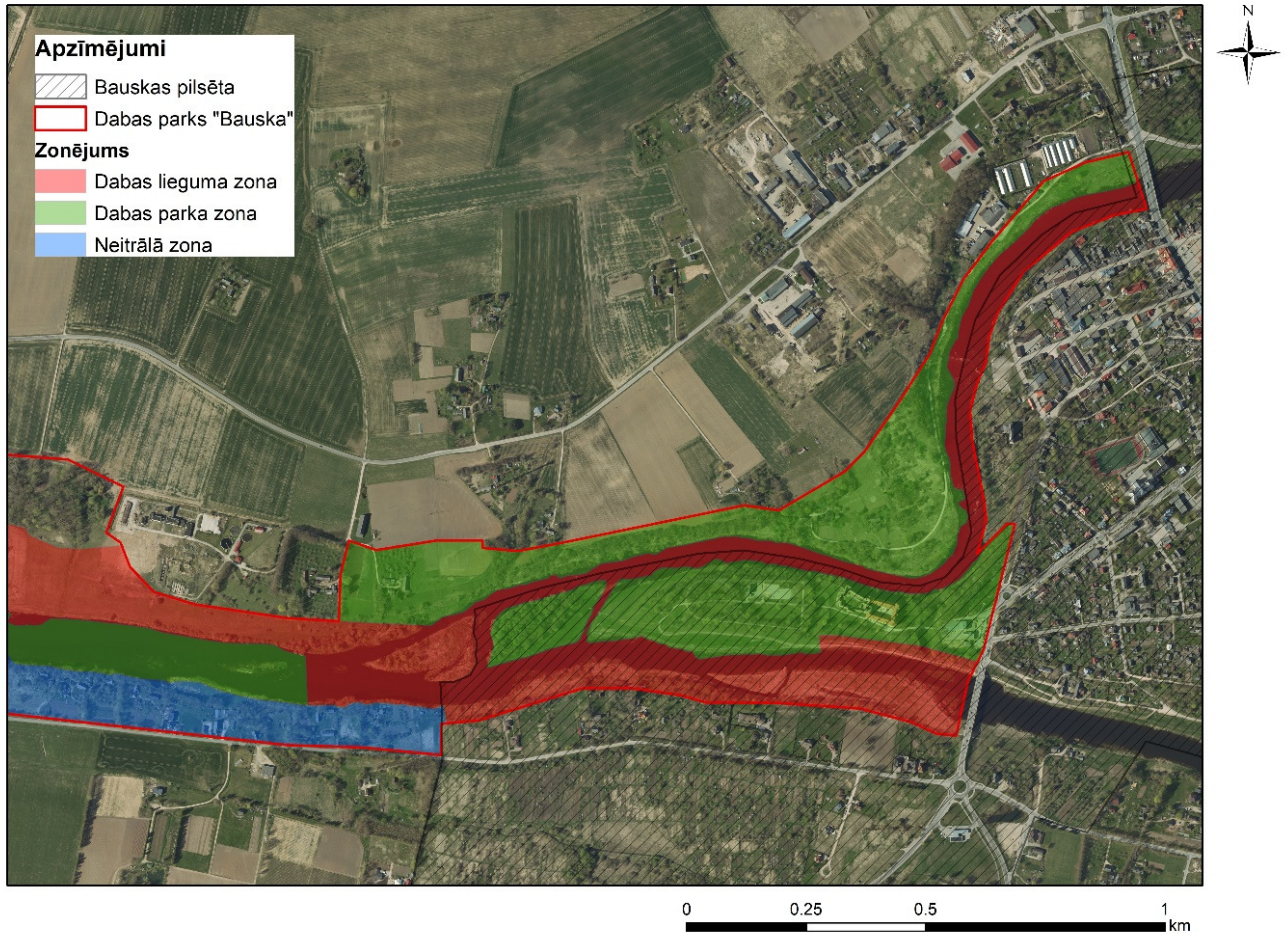 Apzīmējumi
Bauskas pilsēta
Dabas parks "Bauska"
Zonējums
Dabas lieguma zona
Dabas parka zona
Neitrālā zona
N
0 0.25 0.5 1
km